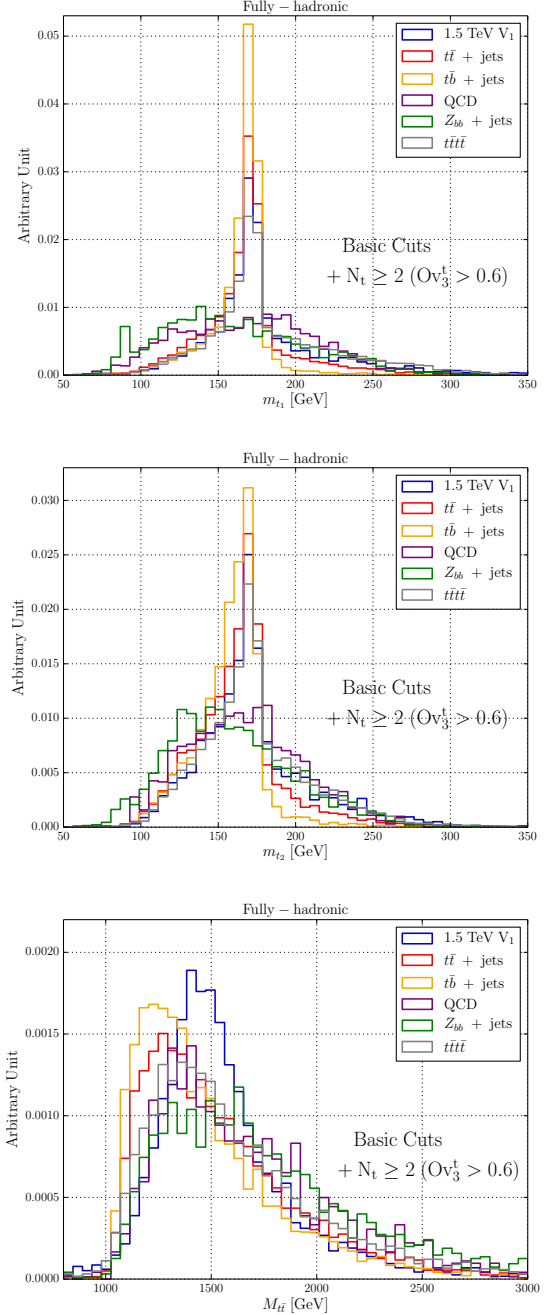 Fully − hadronic
0.05
0.04
0.03
0.02
0.01
0.00
Arbitrary Unit
1.5 TeV V₁
tt̄ + jets
tb̄ + jets
QCD
Z_bb + jets
tt̄tt̄
Basic Cuts
+ N_t ≥ 2 (Ov₃ᵗ > 0.6)
50 100 150 200 250 300 350
m_t₁ [GeV]
Fully − hadronic
0.030
0.025
0.020
0.015
0.010
0.005
0.000
Arbitrary Unit
1.5 TeV V₁
tt̄ + jets
tb̄ + jets
QCD
Z_bb + jets
tt̄tt̄
Basic Cuts
+ N_t ≥ 2 (Ov₃ᵗ > 0.6)
50 100 150 200 250 300 350
m_t₂ [GeV]
Fully − hadronic
0.0020
0.0015
0.0010
0.0005
0.0000
Arbitrary Unit
1.5 TeV V₁
tt̄ + jets
tb̄ + jets
QCD
Z_bb + jets
tt̄tt̄
Basic Cuts
+ N_t ≥ 2 (Ov₃ᵗ > 0.6)
1000 1500 2000 2500 3000
M_tt̄ [GeV]